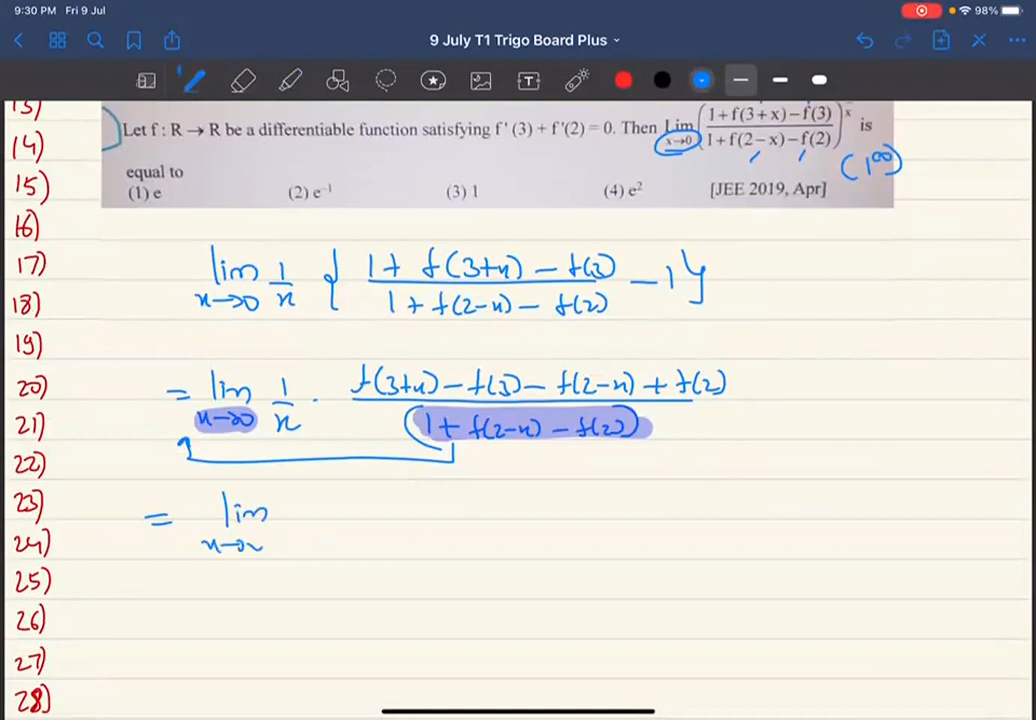 9:30 PM Fri 9 Jul 98%
9 July T1 Trigo Board Plus
13)
Let f : R → R be a differentiable function satisfying f ' (3) + f '(2) = 0. Then Lim x→0 ((1+f(3+x)−f(3))/(1+f(2−x)−f(2)))^(1/x) is
14)
(1^∞)
equal to
15)
(1) e (2) e⁻¹ (3) 1 (4) e² [JEE 2019, Apr]
16)
17)
lim x→0 1/x { (1 + f(3+x) − f(3))/(1 + f(2−x) − f(2)) − 1 }
18)
19)
20)
= lim x→0 1/x · (f(3+x) − f(3) − f(2−x) + f(2))/(1 + f(2−x) − f(2))
21)
22)
23)
= lim x→
24)
25)
26)
27)
28)